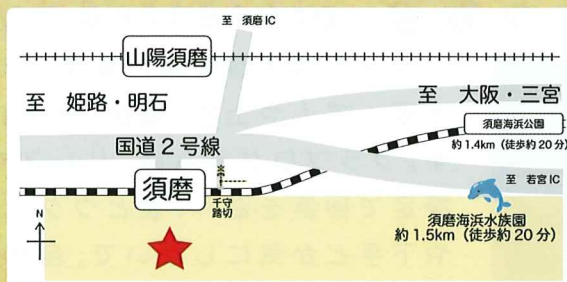 至 須磨IC
山陽須磨
至 姫路・明石
至 大阪・三宮
須磨海浜公園
約1.4km(徒歩約20分)
国道2号線
須磨
千守
踏切
至 若宮IC
須磨海浜水族園
約1.5km(徒歩約20分)
N